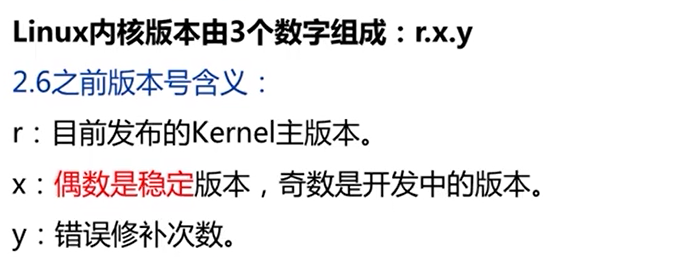 Linux内核版本由3个数字组成：r.x.y
2.6之前版本号含义：
r：目前发布的Kernel主版本。
x：偶数是稳定版本，奇数是开发中的版本。
y：错误修补次数。